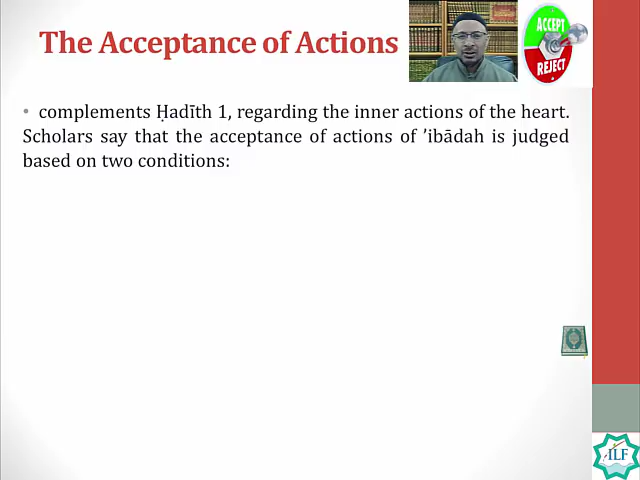 The Acceptance of Actions
ACCEPT
REJECT
• complements Ḥadīth 1, regarding the inner actions of the heart.
Scholars say that the acceptance of actions of ’ibādah is judged
based on two conditions:
ILF